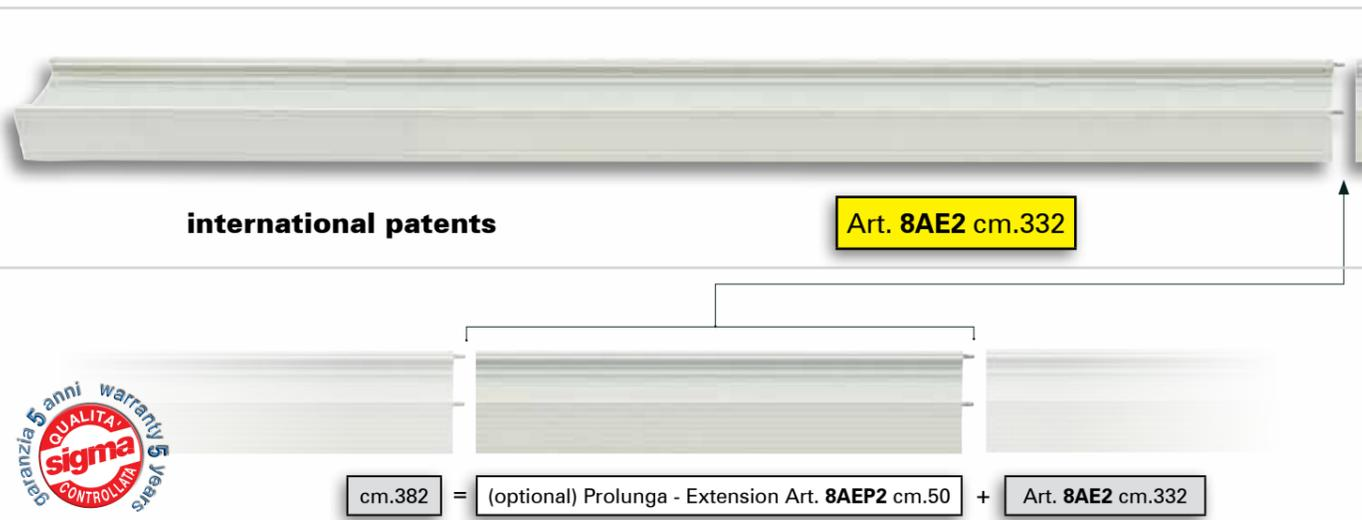 international patents
Art. 8AE2 cm.332
garanzia 5 anni warranty 5 years
QUALITA'
sigma
CONTROLLATA
cm.382 = (optional) Prolunga - Extension Art. 8AEP2 cm.50 + Art. 8AE2 cm.332